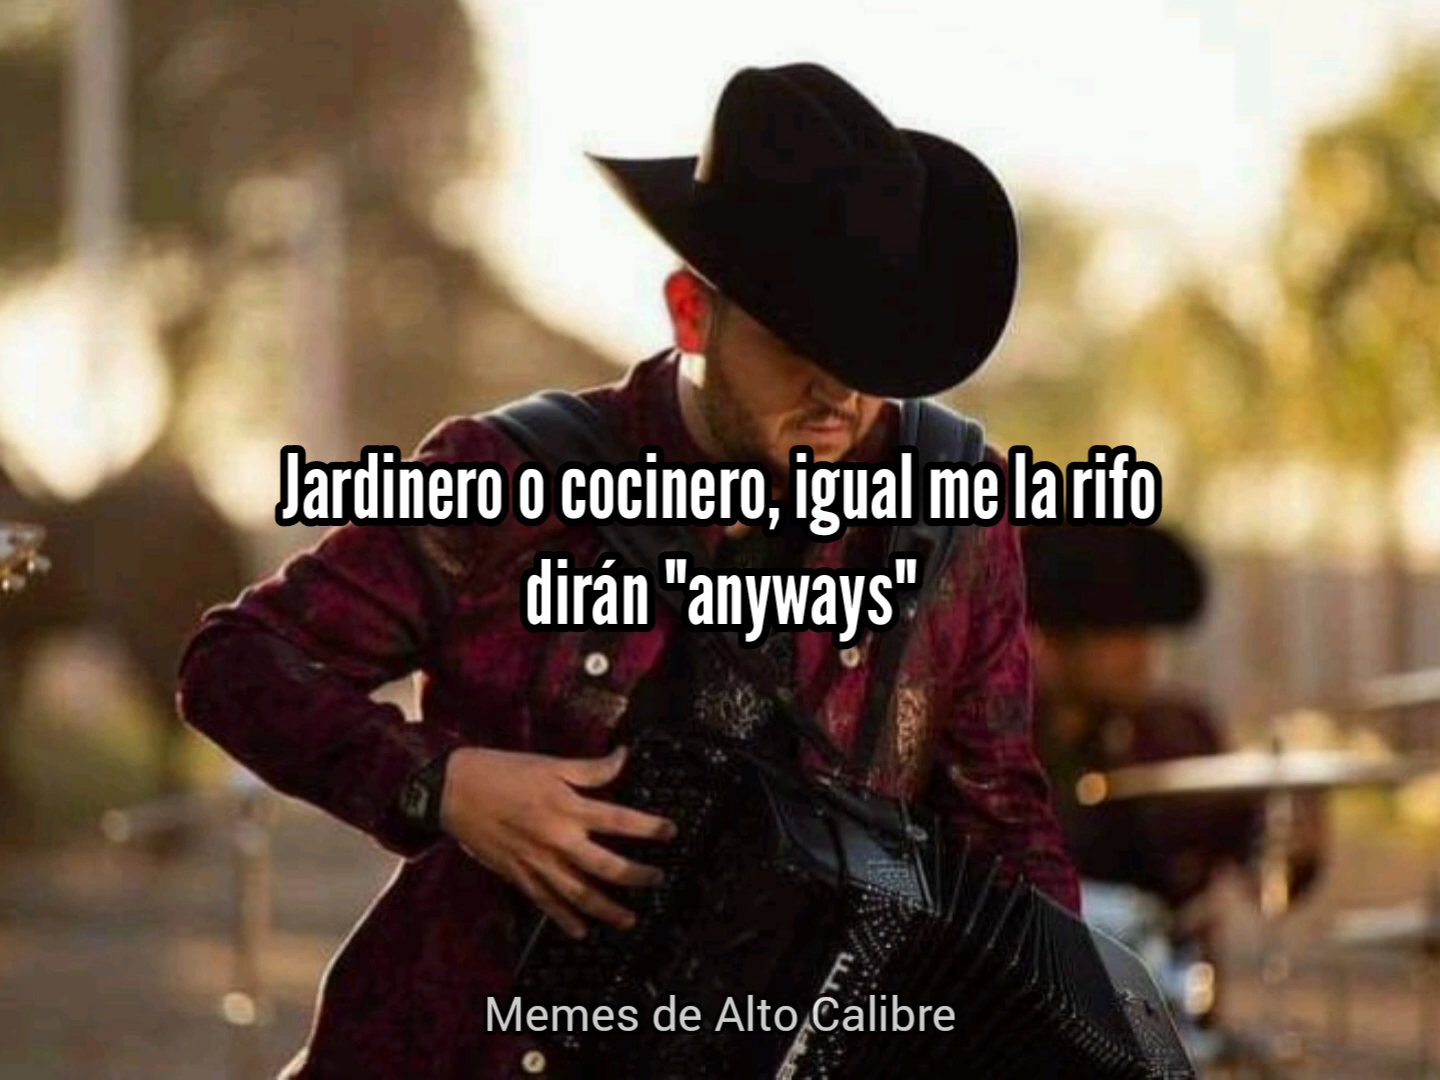 Jardinero o cocinero, igual me la rifo
dirán "anyways"
Memes de Alto Calibre